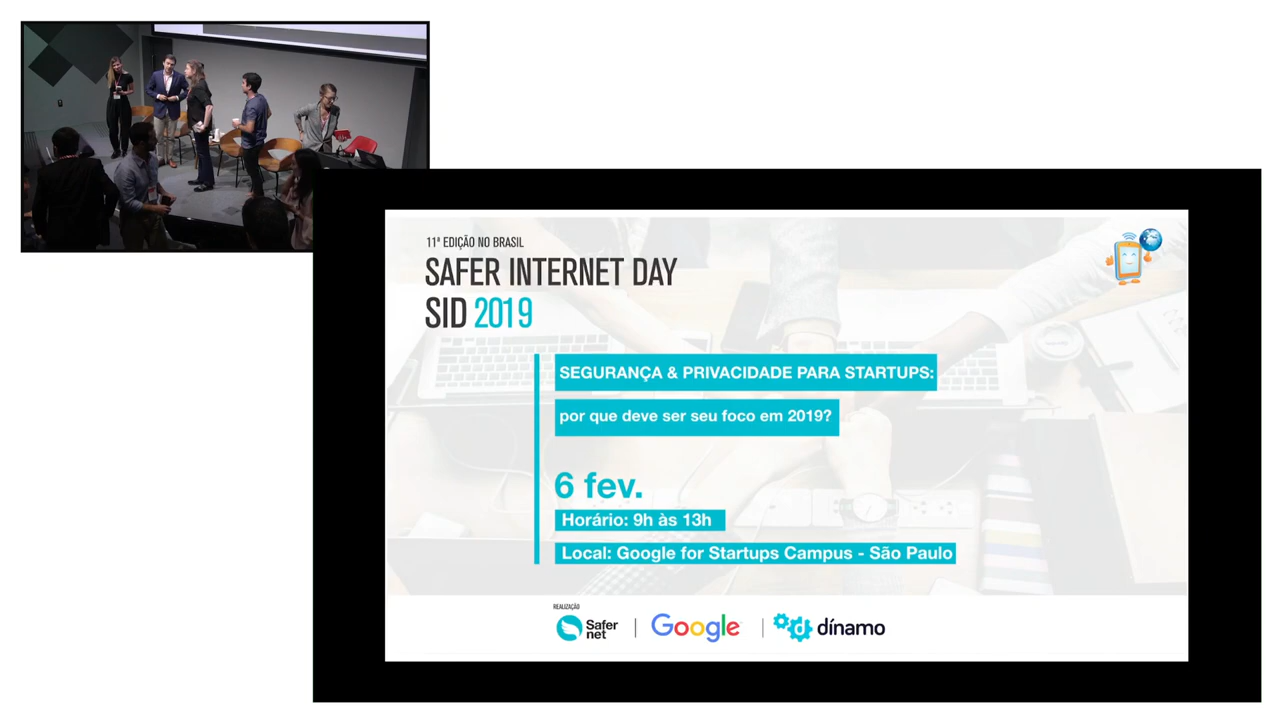 11ª EDIÇÃO NO BRASIL
SAFER INTERNET DAY
SID 2019
SEGURANÇA & PRIVACIDADE PARA STARTUPS:
por que deve ser seu foco em 2019?
6 fev.
Horário: 9h às 13h
Local: Google for Startups Campus - São Paulo
REALIZAÇÃO
Safer
net
Google
dínamo